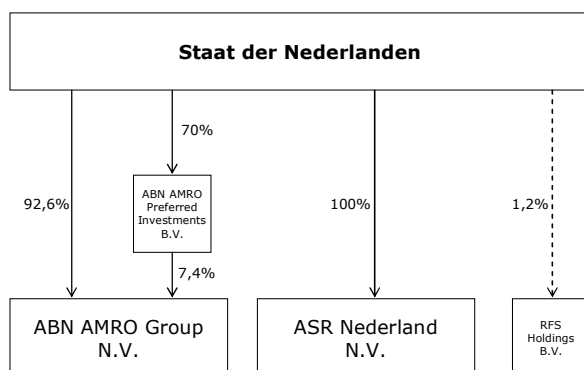 Staat der Nederlanden
70%
ABN AMRO
Preferred
Investments
B.V.
92,6%
100%
1,2%
7,4%
ABN AMRO Group
N.V.
ASR Nederland
N.V.
RFS
Holdings
B.V.